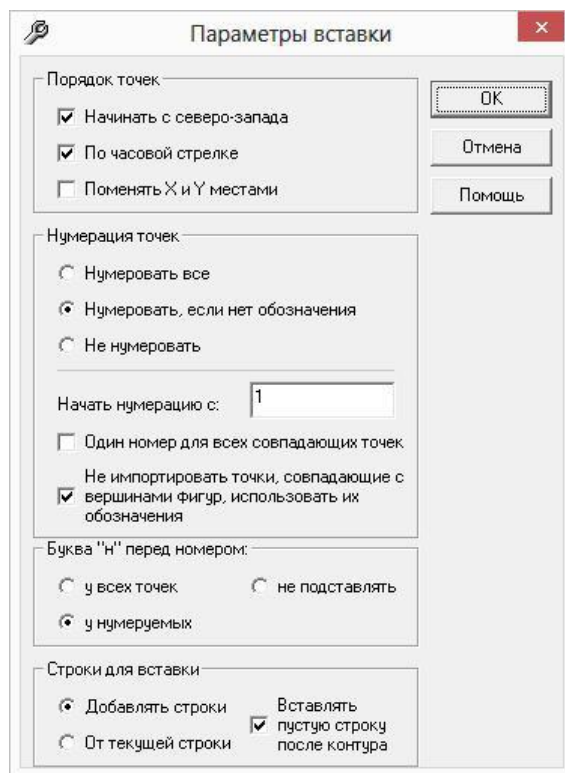 Параметры вставки
Порядок точек
Начинать с северо-запада
По часовой стрелке
Поменять X и Y местами
OK
Отмена
Помощь
Нумерация точек
Нумеровать все
Нумеровать, если нет обозначения
Не нумеровать
Начать нумерацию с: 1
Один номер для всех совпадающих точек
Не импортировать точки, совпадающие с
вершинами фигур, использовать их
обозначения
Буква "н" перед номером:
у всех точек
не подставлять
у нумеруемых
Строки для вставки
Добавлять строки
От текущей строки
Вставлять
пустую строку
после контура